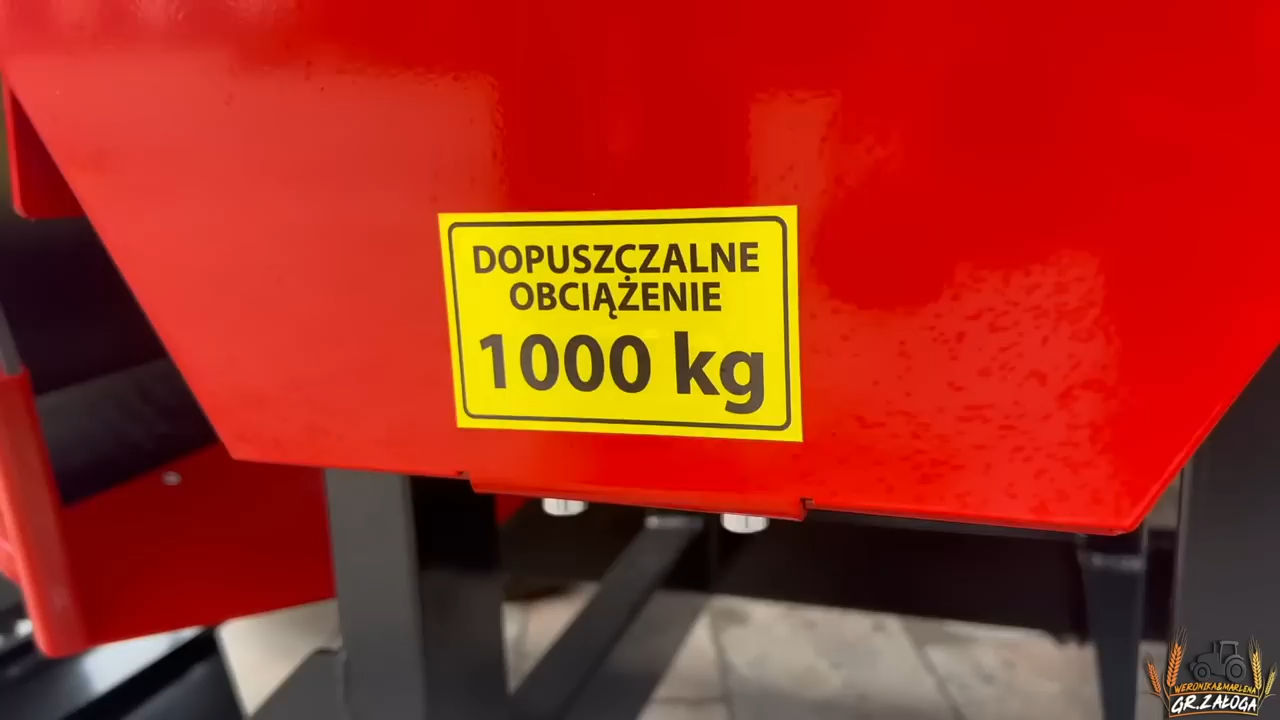 DOPUSZCZALNE
OBCIĄŻENIE
1000 kg
WERONIKA&MARLENA
GR.ZAŁOGA